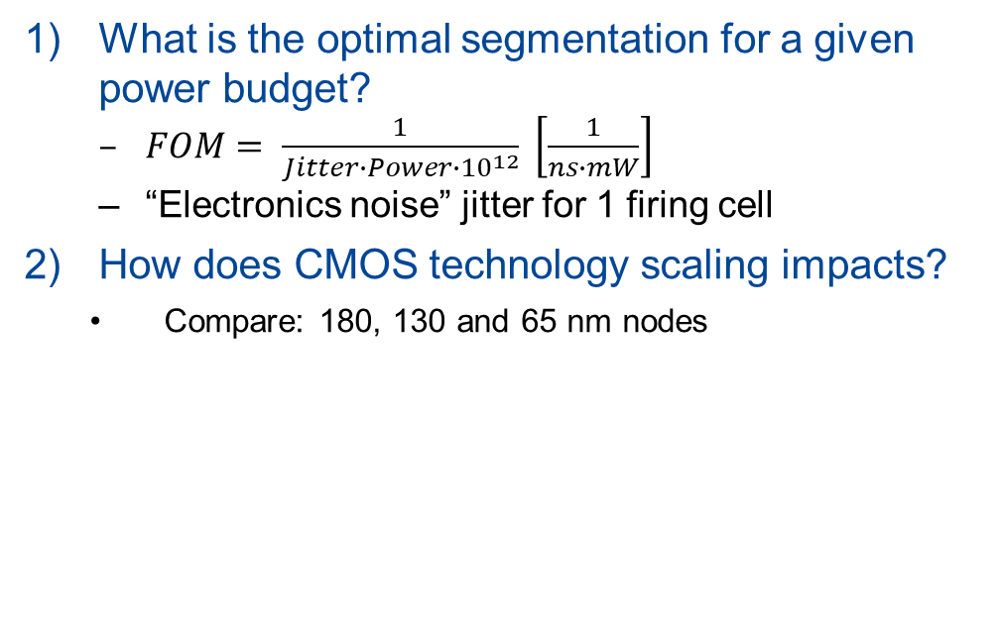 1) What is the optimal segmentation for a given
power budget?
– FOM = \frac{1}{Jitter·Power·10^{12}} [\frac{1}{ns·mW}]
– “Electronics noise” jitter for 1 firing cell
2) How does CMOS technology scaling impacts?
• Compare: 180, 130 and 65 nm nodes